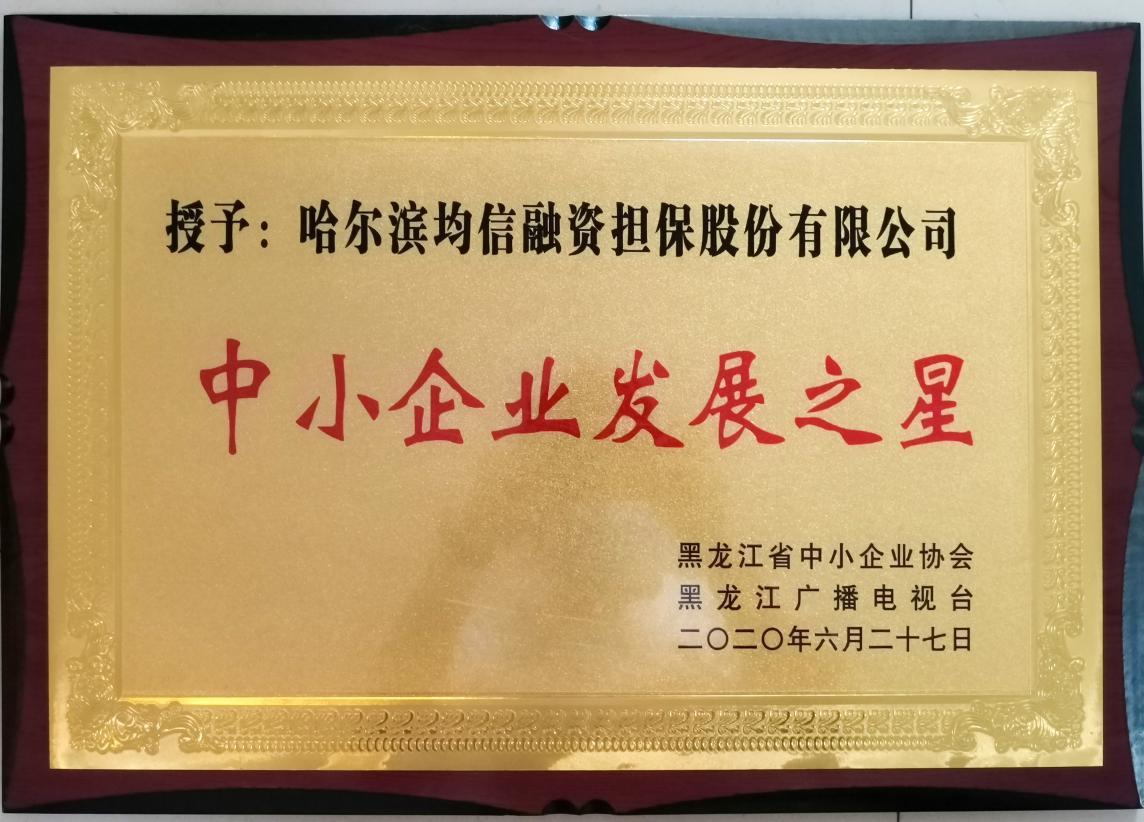 授予：哈尔滨均信融资担保股份有限公司
中小企业发展之星
黑龙江省中小企业协会
黑龙江广播电视台
二〇二〇年六月二十七日